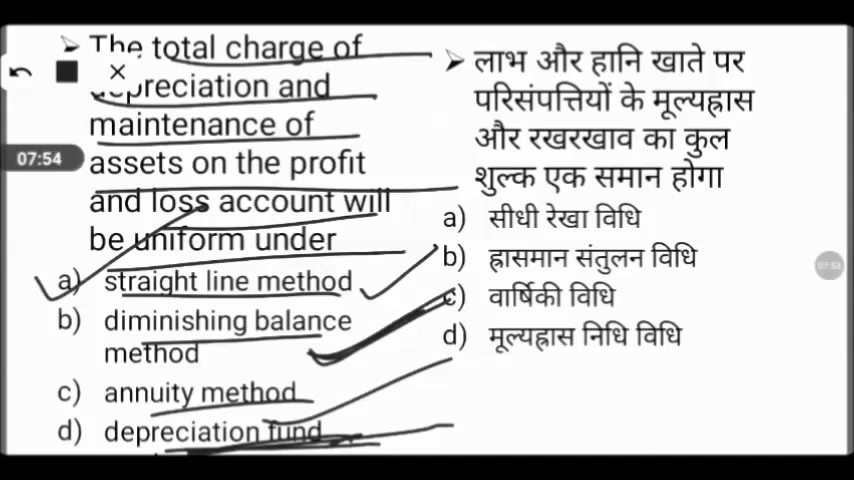 ➤ The total charge of
depreciation and
maintenance of
assets on the profit
and loss account will
be uniform under
a) straight line method
b) diminishing balance
method
c) annuity method
d) depreciation fund
➤ लाभ और हानि खाते पर
परिसंपत्तियों के मूल्यह्रास
और रखरखाव का कुल
शुल्क एक समान होगा
a) सीधी रेखा विधि
b) ह्रासमान संतुलन विधि
c) वार्षिकी विधि
d) मूल्यह्रास निधि विधि
07:54